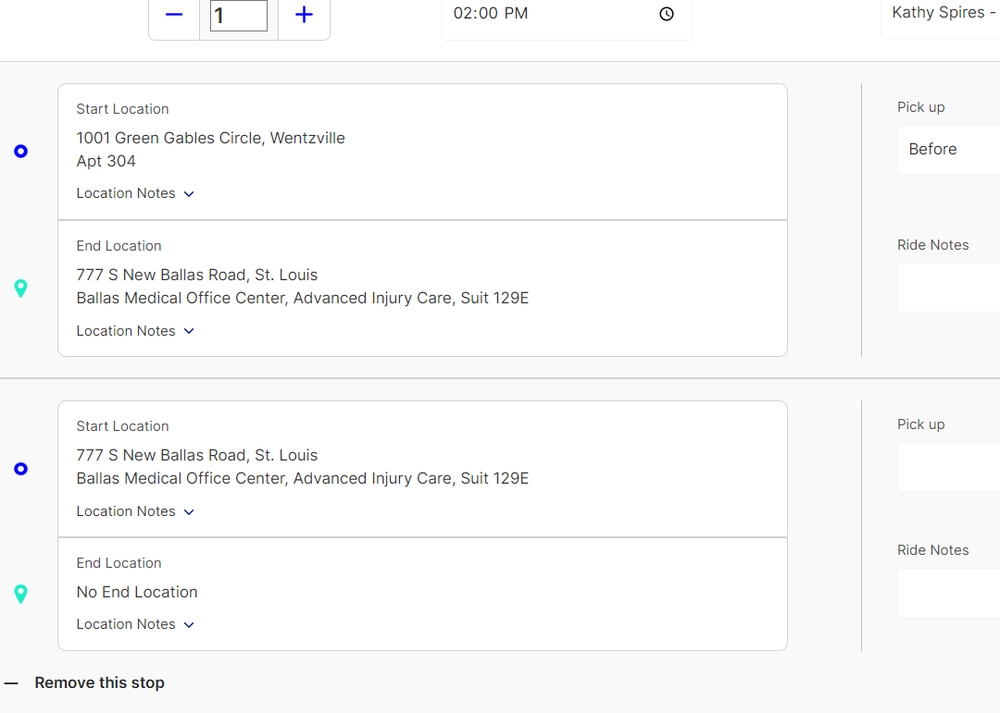 1
02:00 PM
Kathy Spires -
Start Location
1001 Green Gables Circle, Wentzville
Apt 304
Location Notes
Pick up
Before
End Location
777 S New Ballas Road, St. Louis
Ballas Medical Office Center, Advanced Injury Care, Suit 129E
Location Notes
Ride Notes
Start Location
777 S New Ballas Road, St. Louis
Ballas Medical Office Center, Advanced Injury Care, Suit 129E
Location Notes
Pick up
End Location
No End Location
Location Notes
Ride Notes
Remove this stop